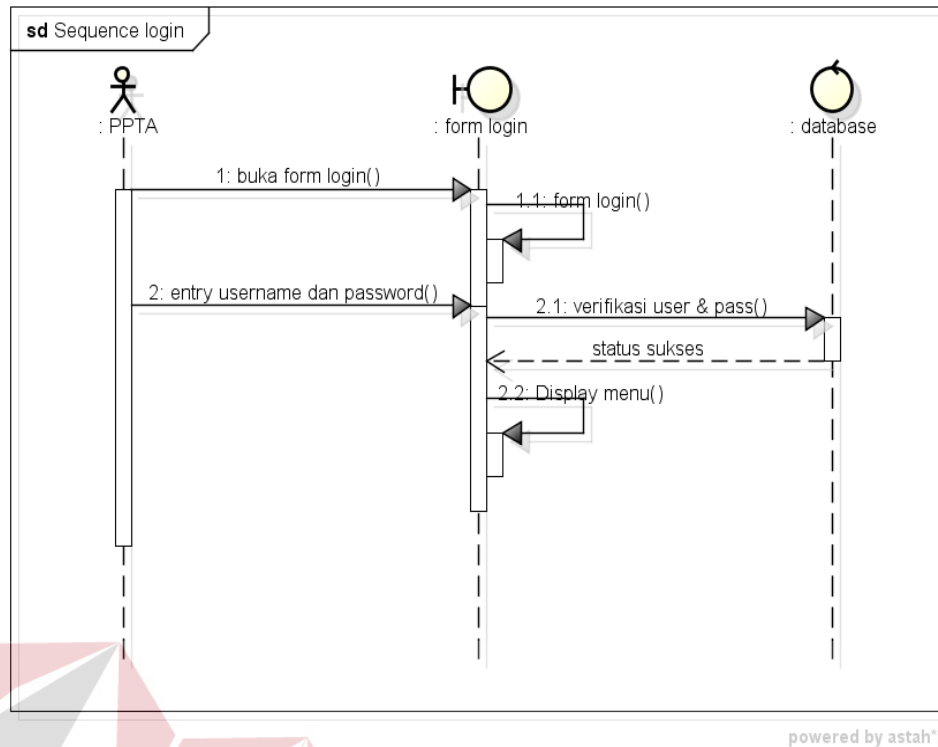 sd Sequence login
: PPTA
: form login
: database
1: buka form login()
1.1: form login()
2: entry username dan password()
2.1: verifikasi user & pass()
status sukses
2.2: Display menu()
powered by astah*